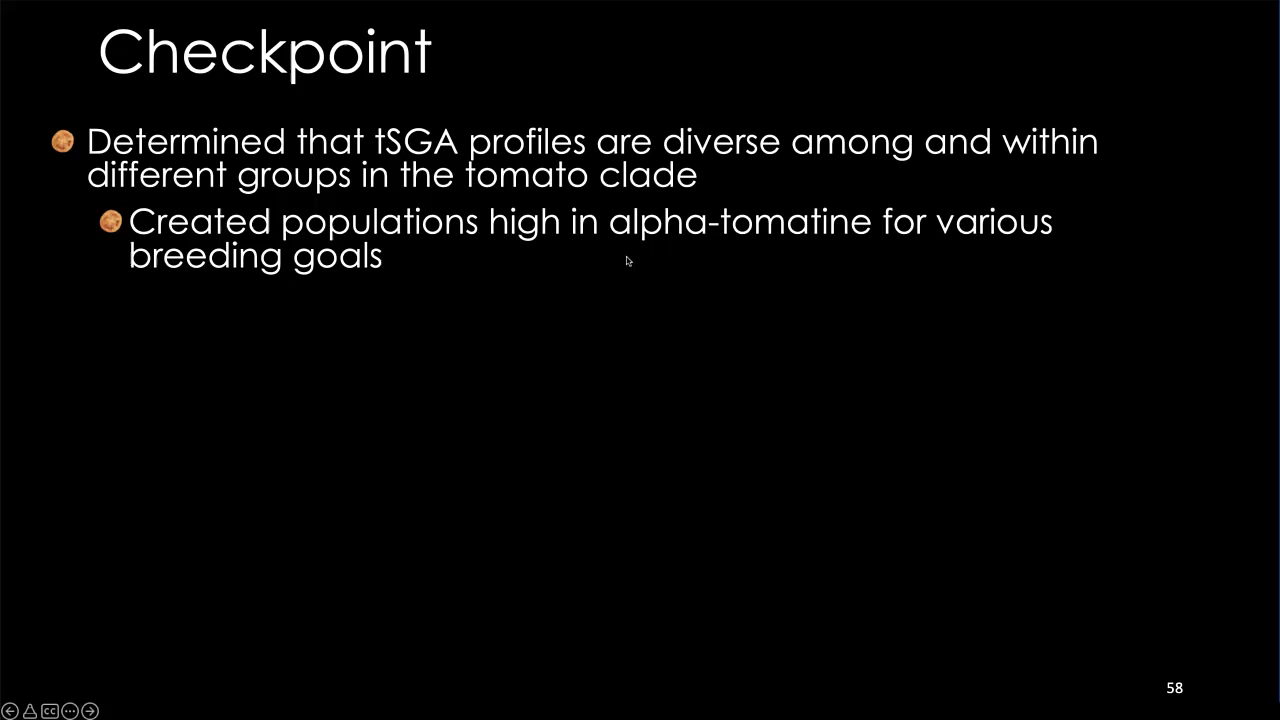 Checkpoint
Determined that tSGA profiles are diverse among and within
different groups in the tomato clade
Created populations high in alpha-tomatine for various
breeding goals
58
CC